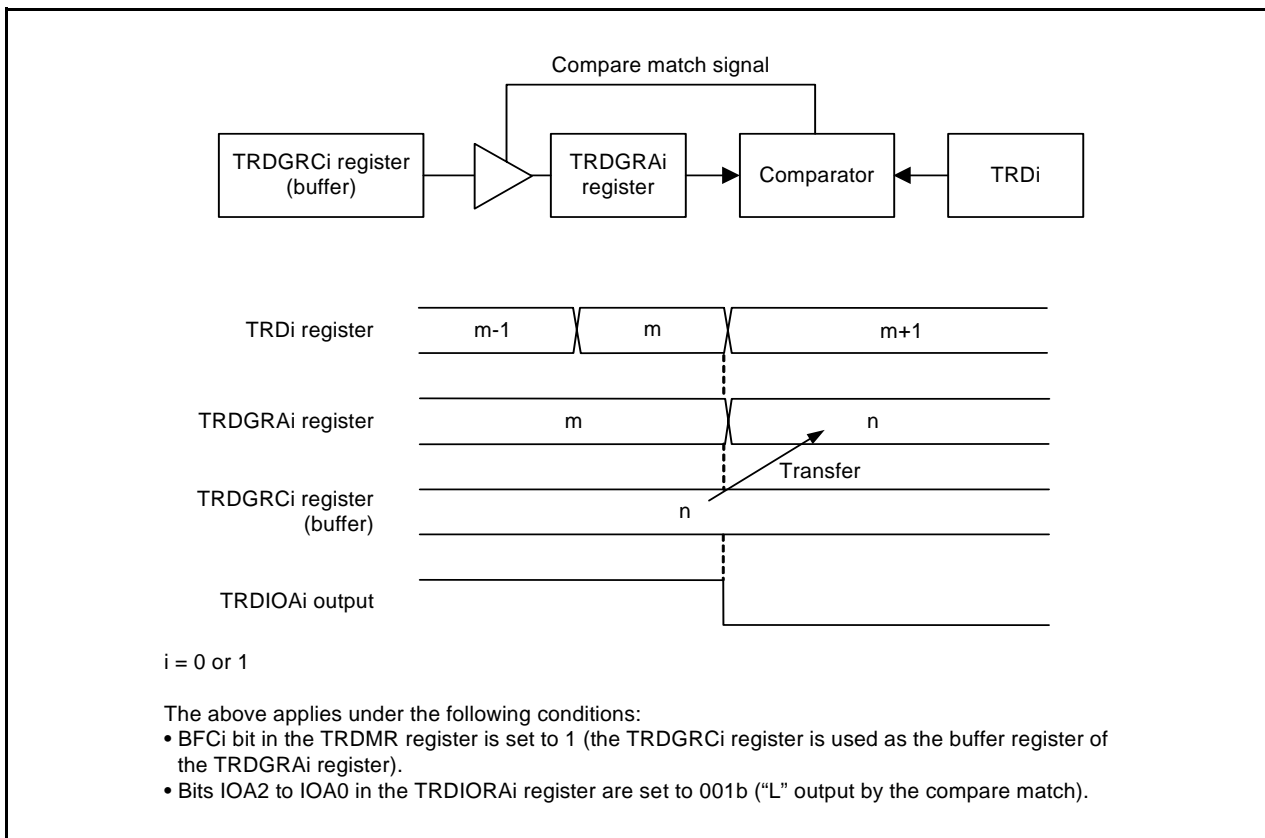 Compare match signal
TRDGRCi register
(buffer)
TRDGRAi
register
Comparator
TRDi
TRDi register
m-1
m
m+1
TRDGRAi register
m
n
Transfer
TRDGRCi register
(buffer)
n
TRDIOAi output
i = 0 or 1
The above applies under the following conditions:
• BFCi bit in the TRDMR register is set to 1 (the TRDGRCi register is used as the buffer register of
the TRDGRAi register).
• Bits IOA2 to IOA0 in the TRDIORAi register are set to 001b (“L” output by the compare match).